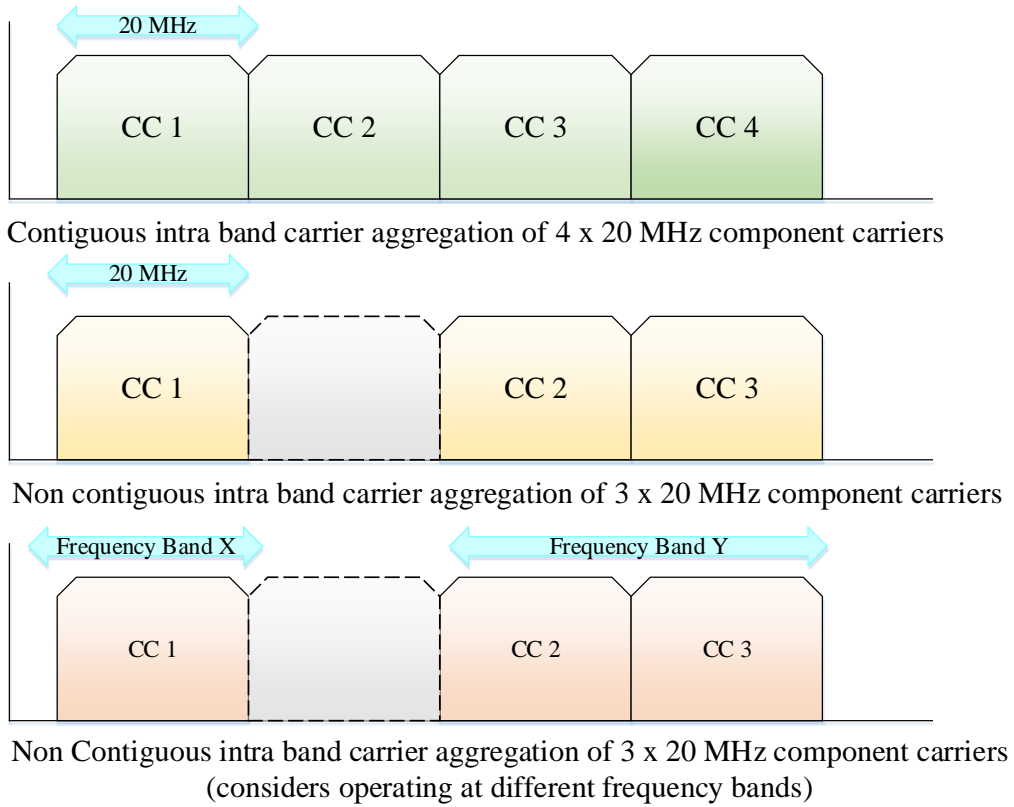 20 MHz
CC 1 CC 2 CC 3 CC 4
Contiguous intra band carrier aggregation of 4 x 20 MHz component carriers
20 MHz
CC 1 CC 2 CC 3
Non contiguous intra band carrier aggregation of 3 x 20 MHz component carriers
Frequency Band X Frequency Band Y
CC 1 CC 2 CC 3
Non Contiguous intra band carrier aggregation of 3 x 20 MHz component carriers
(considers operating at different frequency bands)